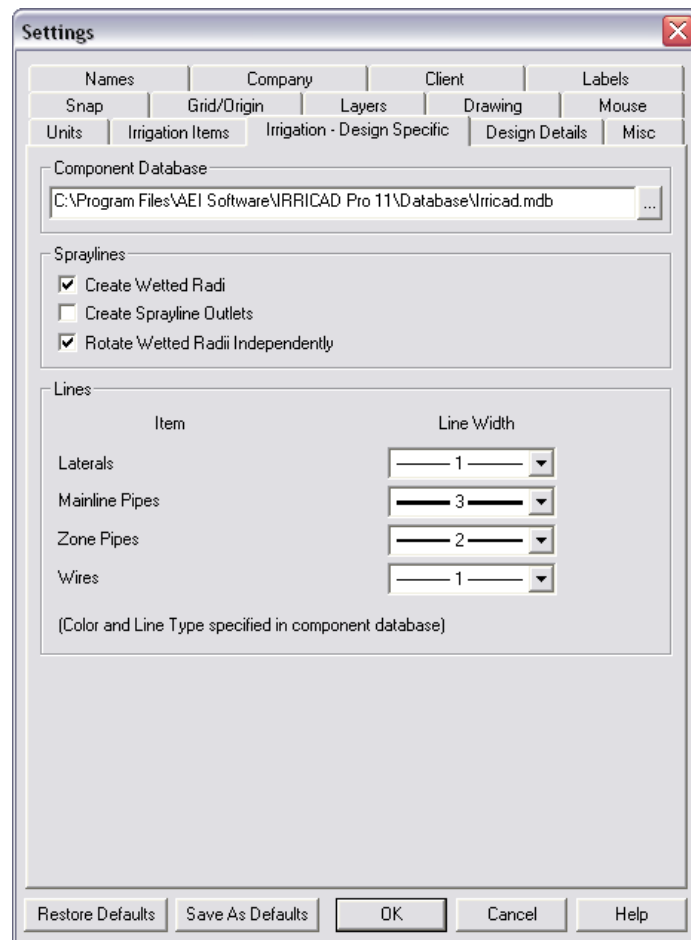 Settings
Names Company Client Labels
Snap Grid/Origin Layers Drawing Mouse
Units Irrigation Items Irrigation - Design Specific Design Details Misc
Component Database
C:\Program Files\AEI Software\IRRICAD Pro 11\Database\Irricad.mdb ...
Spraylines
Create Wetted Radi
Create Sprayline Outlets
Rotate Wetted Radii Independently
Lines
Item Line Width
Laterals 1
Mainline Pipes 3
Zone Pipes 2
Wires 1
(Color and Line Type specified in component database)
Restore Defaults Save As Defaults OK Cancel Help